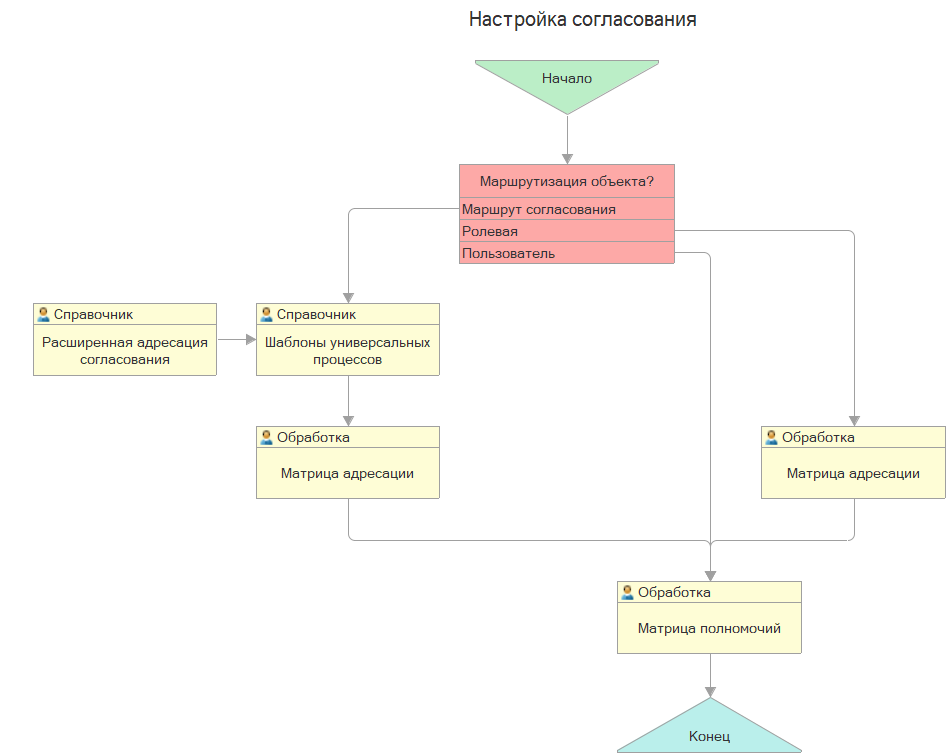 Настройка согласования
Начало
Маршрутизация объекта?
Маршрут согласования
Ролевая
Пользователь
Справочник
Расширенная адресация
согласования
Справочник
Шаблоны универсальных
процессов
Обработка
Матрица адресации
Обработка
Матрица адресации
Обработка
Матрица полномочий
Конец